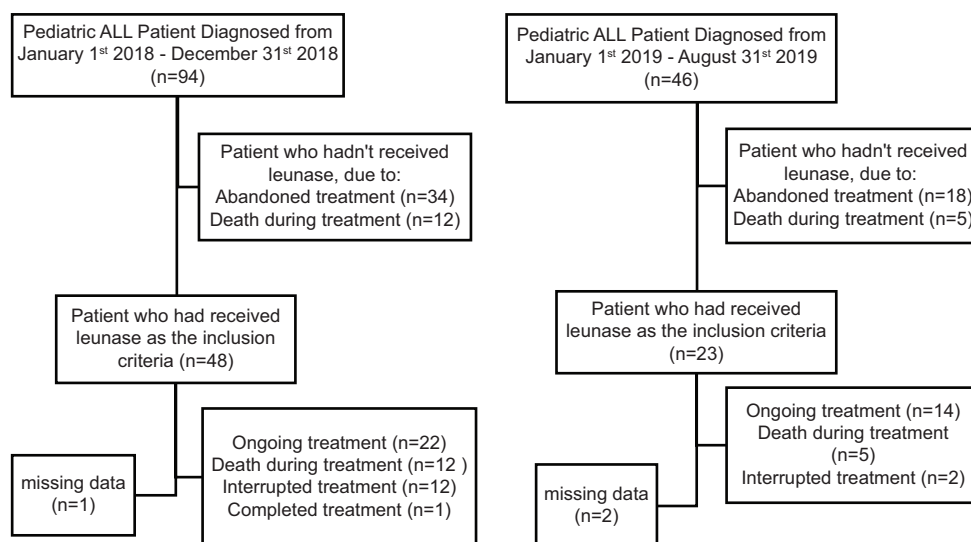 Pediatric ALL Patient Diagnosed from
January 1st 2018 - December 31st 2018
(n=94)
Patient who hadn't received
leunase, due to:
Abandoned treatment (n=34)
Death during treatment (n=12)
Patient who had received
leunase as the inclusion
criteria (n=48)
missing data
(n=1)
Ongoing treatment (n=22)
Death during treatment (n=12 )
Interrupted treatment (n=12)
Completed treatment (n=1)
Pediatric ALL Patient Diagnosed from
January 1st 2019 - August 31st 2019
(n=46)
Patient who hadn't received
leunase, due to:
Abandoned treatment (n=18)
Death during treatment (n=5)
Patient who had received
leunase as the inclusion criteria
(n=23)
missing data
(n=2)
Ongoing treatment (n=14)
Death during treatment
(n=5)
Interrupted treatment (n=2)